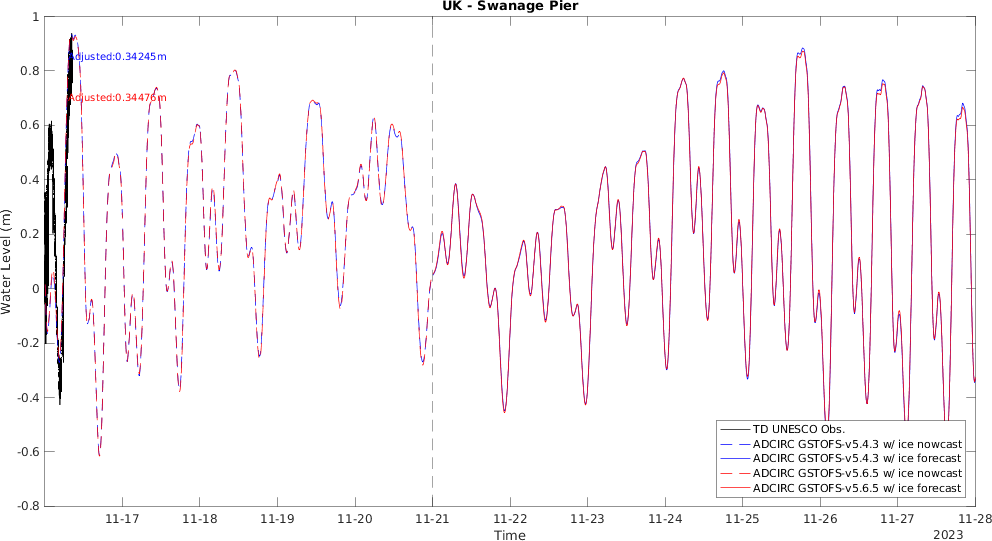 UK - Swanage Pier
Water Level (m)
1
0.8
0.6
0.4
0.2
0
-0.2
-0.4
-0.6
-0.8
Adjusted:0.34245m
Adjusted:0.34476m
TD UNESCO Obs.
ADCIRC GSTOFS-v5.4.3 w/ ice nowcast
ADCIRC GSTOFS-v5.4.3 w/ ice forecast
ADCIRC GSTOFS-v5.6.5 w/ ice nowcast
ADCIRC GSTOFS-v5.6.5 w/ ice forecast
11-17 11-18 11-19 11-20 11-21 11-22 11-23 11-24 11-25 11-26 11-27 11-28
Time
2023